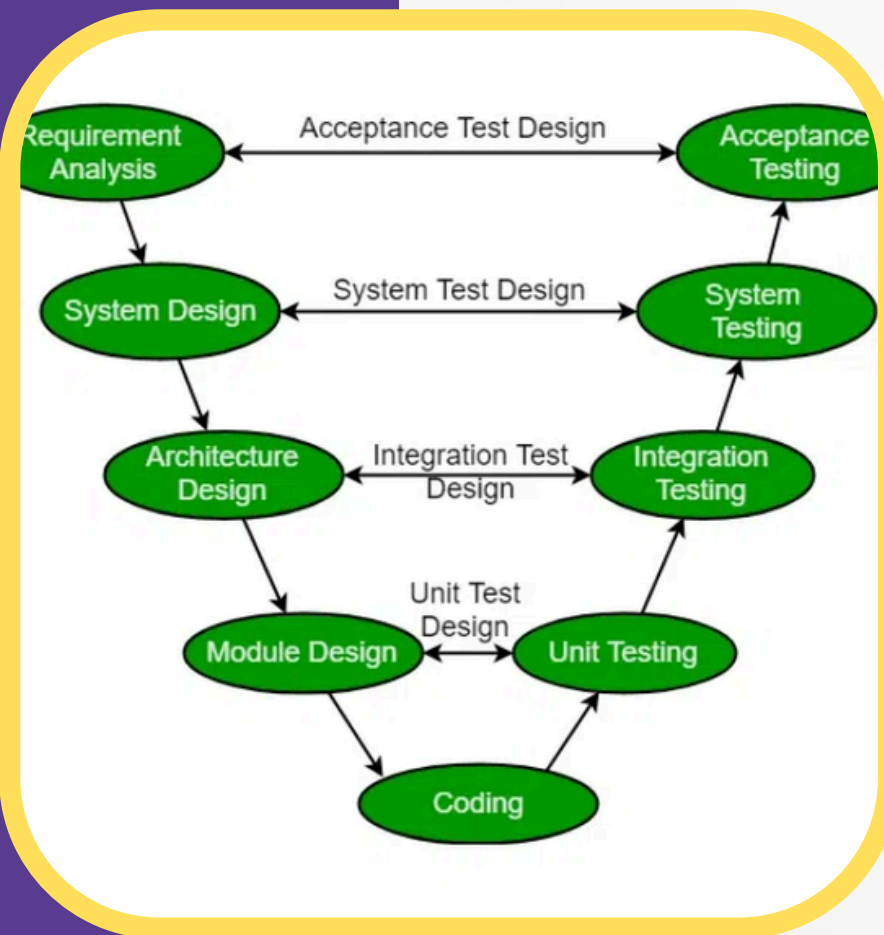 Requirement
Analysis
Acceptance Test Design
Acceptance
Testing
System Design
System Test Design
System
Testing
Architecture
Design
Integration Test
Design
Integration
Testing
Module Design
Unit Test
Design
Unit Testing
Coding